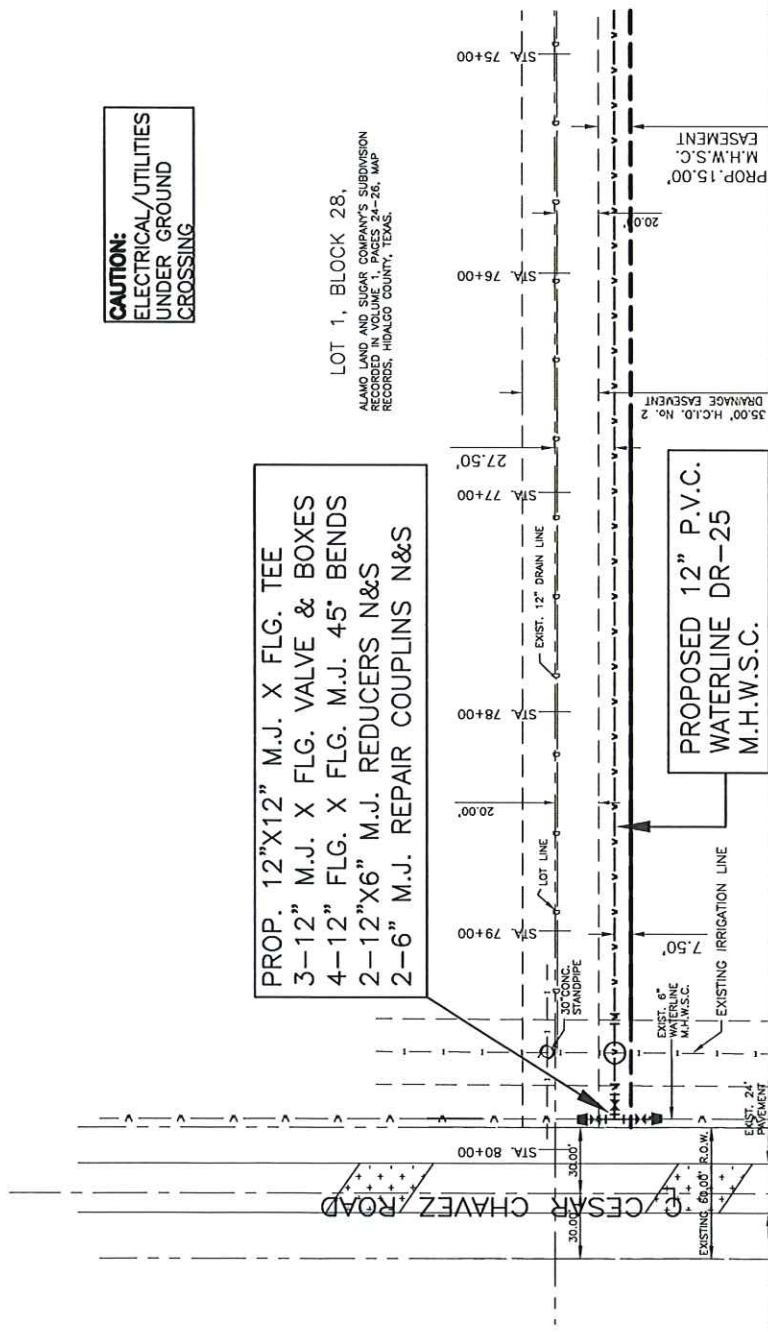 CAUTION:
ELECTRICAL/UTILITIES
UNDER GROUND
CROSSING
LOT 1, BLOCK 28,
ALAMO LAND AND SUGAR COMPANY'S SUBDIVISION
RECORDED IN VOLUME 1, PAGES 24-26, MAP
RECORDS, HIDALGO COUNTY, TEXAS.
PROP. 12"X12" M.J. X FLG. TEE
3-12" M.J. X FLG. VALVE & BOXES
4-12" FLG. X FLG. M.J. 45° BENDS
2-12"X6" M.J. REDUCERS N&S
2-6" M.J. REPAIR COUPLINS N&S
STA. 75+00
STA. 76+00
STA. 77+00
STA. 78+00
STA. 79+00
STA. 80+00
PROP. 15.00'
M.H.W.S.C.
EASEMENT
20.00'
35.00' H.C.I.D. No. 2
DRAINAGE EASEMENT
27.50'
EXIST. 12" DRAIN LINE
20.00'
LOT LINE
7.50'
PROPOSED 12" P.V.C.
WATERLINE DR-25
M.H.W.S.C.
30"CONC.
STANDPIPE
EXISTING IRRIGATION LINE
EXIST. 6"
WATERLINE
M.H.W.S.C.
EXIST. 24'
PAVEMENT
30.00'
30.00'
EXISTING 60.00' R.O.W.
℄ CESAR CHAVEZ ROAD